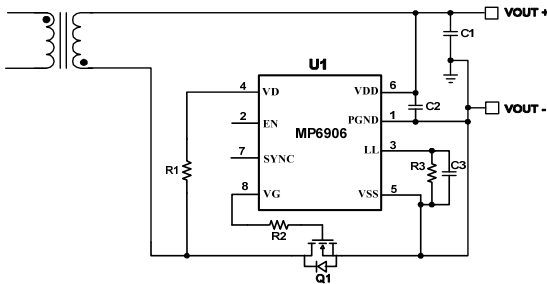 VOUT +
C1
U1
4
VD
VDD
6
C2
VOUT -
2
EN
PGND
1
MP6906
3
LL
7
SYNC
R1
R3
C3
8
VG
VSS
5
R2
Q1